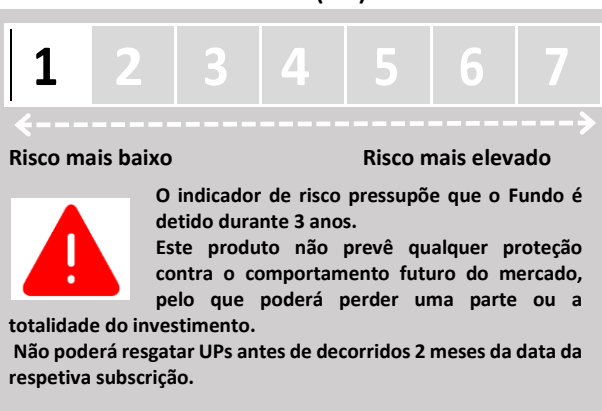 1 2 3 4 5 6 7
Risco mais baixo Risco mais elevado
O indicador de risco pressupõe que o Fundo é
detido durante 3 anos.
Este produto não prevê qualquer proteção
contra o comportamento futuro do mercado,
pelo que poderá perder uma parte ou a
totalidade do investimento.
Não poderá resgatar UPs antes de decorridos 2 meses da data da
respetiva subscrição.